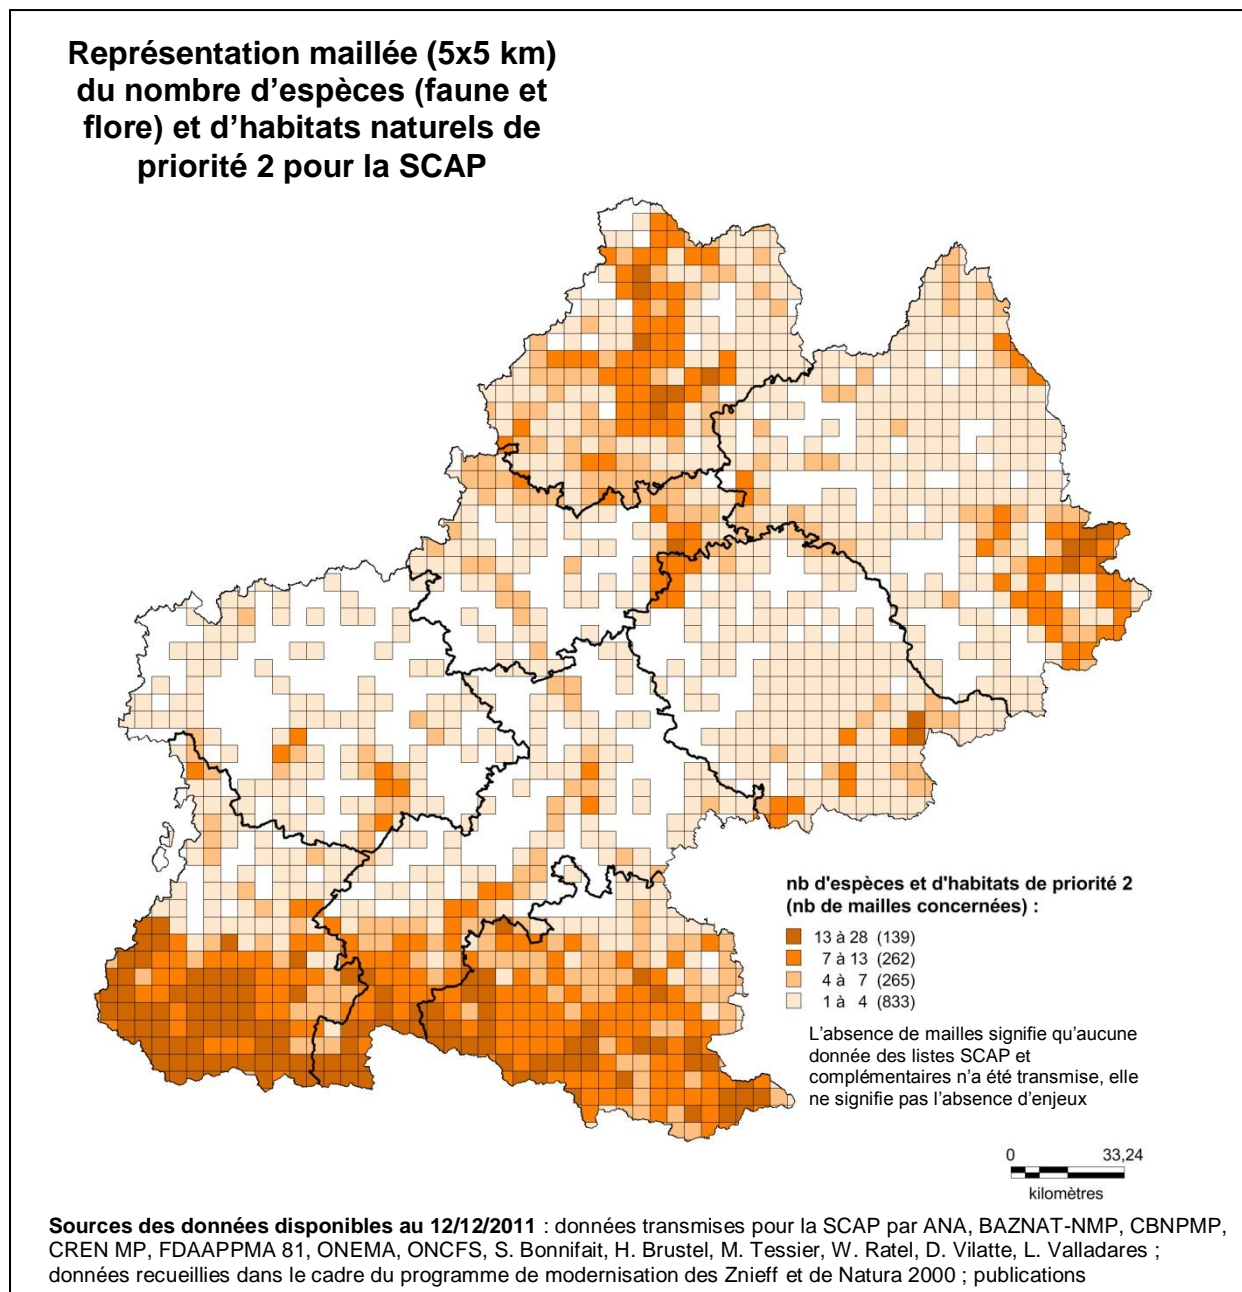 Représentation maillée (5x5 km)
du nombre d'espèces (faune et
flore) et d'habitats naturels de
priorité 2 pour la SCAP
nb d'espèces et d'habitats de priorité 2
(nb de mailles concernées) :
13 à 28 (139)
7 à 13 (262)
4 à 7 (265)
1 à 4 (833)
L'absence de mailles signifie qu'aucune
donnée des listes SCAP et
complémentaires n'a été transmise, elle
ne signifie pas l'absence d'enjeux
0 33,24
kilomètres
Sources des données disponibles au 12/12/2011 : données transmises pour la SCAP par ANA, BAZNAT-NMP, CBNPMP,
CREN MP, FDAAPPMA 81, ONEMA, ONCFS, S. Bonnifait, H. Brustel, M. Tessier, W. Ratel, D. Vilatte, L. Valladares ;
données recueillies dans le cadre du programme de modernisation des Znieff et de Natura 2000 ; publications